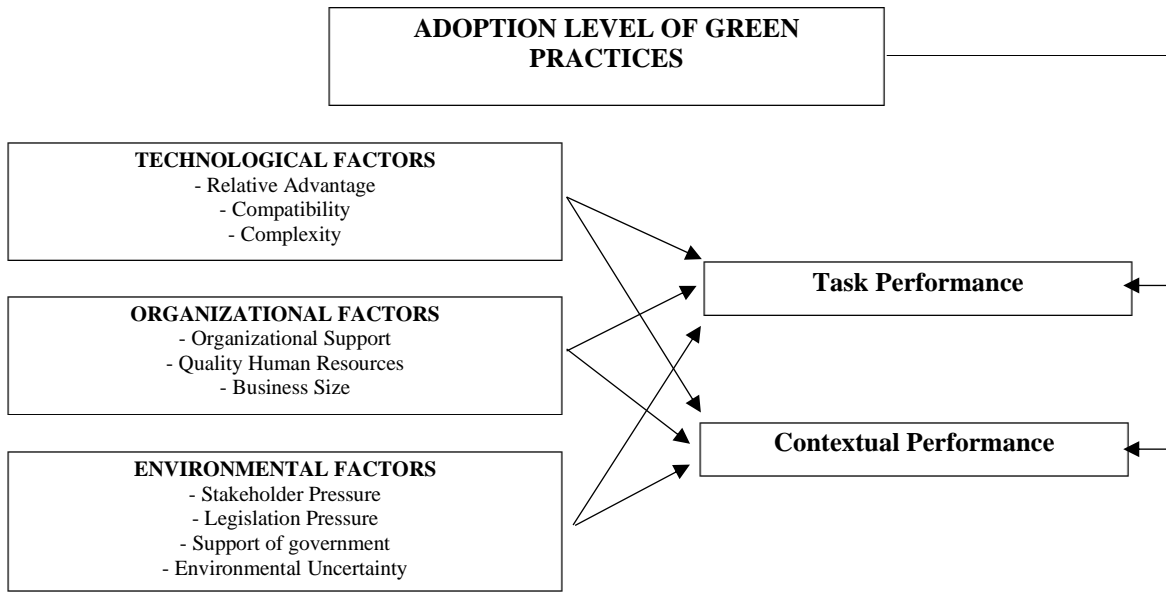 ADOPTION LEVEL OF GREEN
PRACTICES
TECHNOLOGICAL FACTORS
- Relative Advantage
- Compatibility
- Complexity
ORGANIZATIONAL FACTORS
- Organizational Support
- Quality Human Resources
- Business Size
ENVIRONMENTAL FACTORS
- Stakeholder Pressure
- Legislation Pressure
- Support of government
- Environmental Uncertainty
Task Performance
Contextual Performance